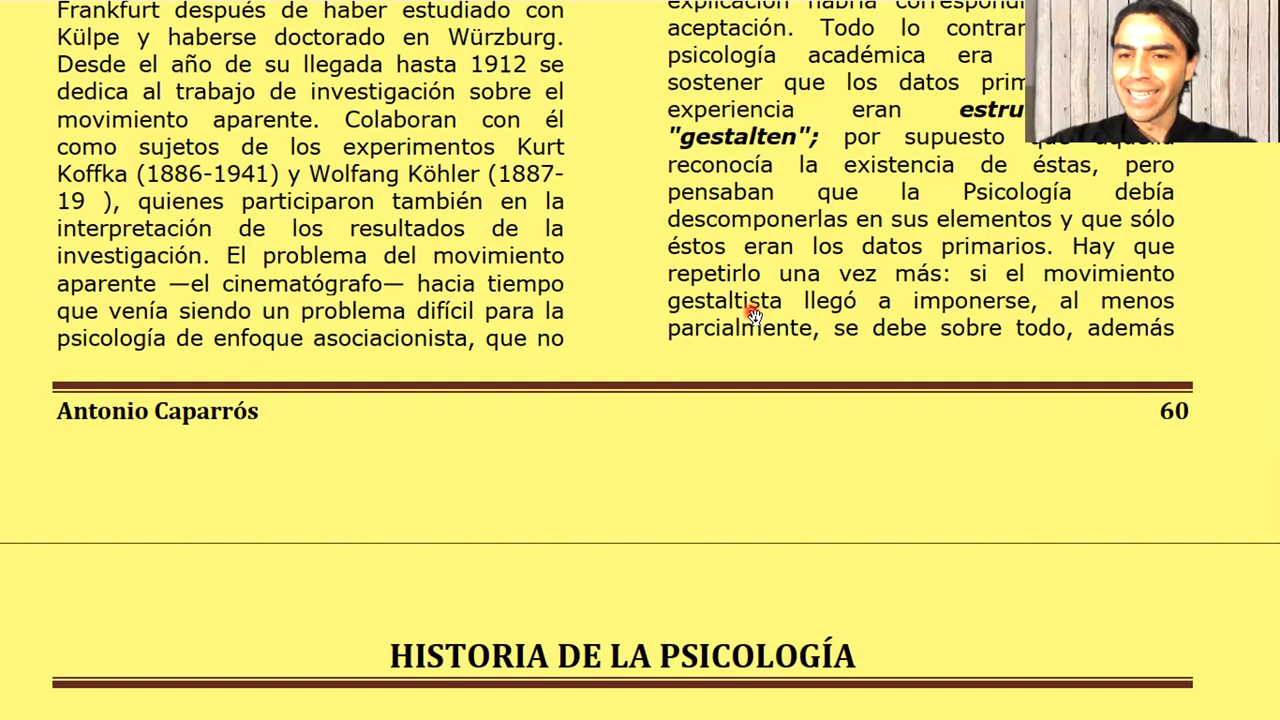 Frankfurt después de haber estudiado con
Külpe y haberse doctorado en Würzburg.
Desde el año de su llegada hasta 1912 se
dedica al trabajo de investigación sobre el
movimiento aparente. Colaboran con él
como sujetos de los experimentos Kurt
Koffka (1886-1941) y Wolfang Köhler (1887-
19 ), quienes participaron también en la
interpretación de los resultados de la
investigación. El problema del movimiento
aparente —el cinematógrafo— hacia tiempo
que venía siendo un problema difícil para la
psicología de enfoque asociacionista, que no
explicación habría
aceptación. Todo lo
psicología académica era
sostener que los datos
experiencia eran
"gestalten"; por supuesto que aquella
reconocía la existencia de éstas, pero
pensaban que la Psicología debía
descomponerlas en sus elementos y que sólo
éstos eran los datos primarios. Hay que
repetirlo una vez más: si el movimiento
gestaltista llegó a imponerse, al menos
parcialmente, se debe sobre todo, además
Antonio Caparrós 60
HISTORIA DE LA PSICOLOGÍA